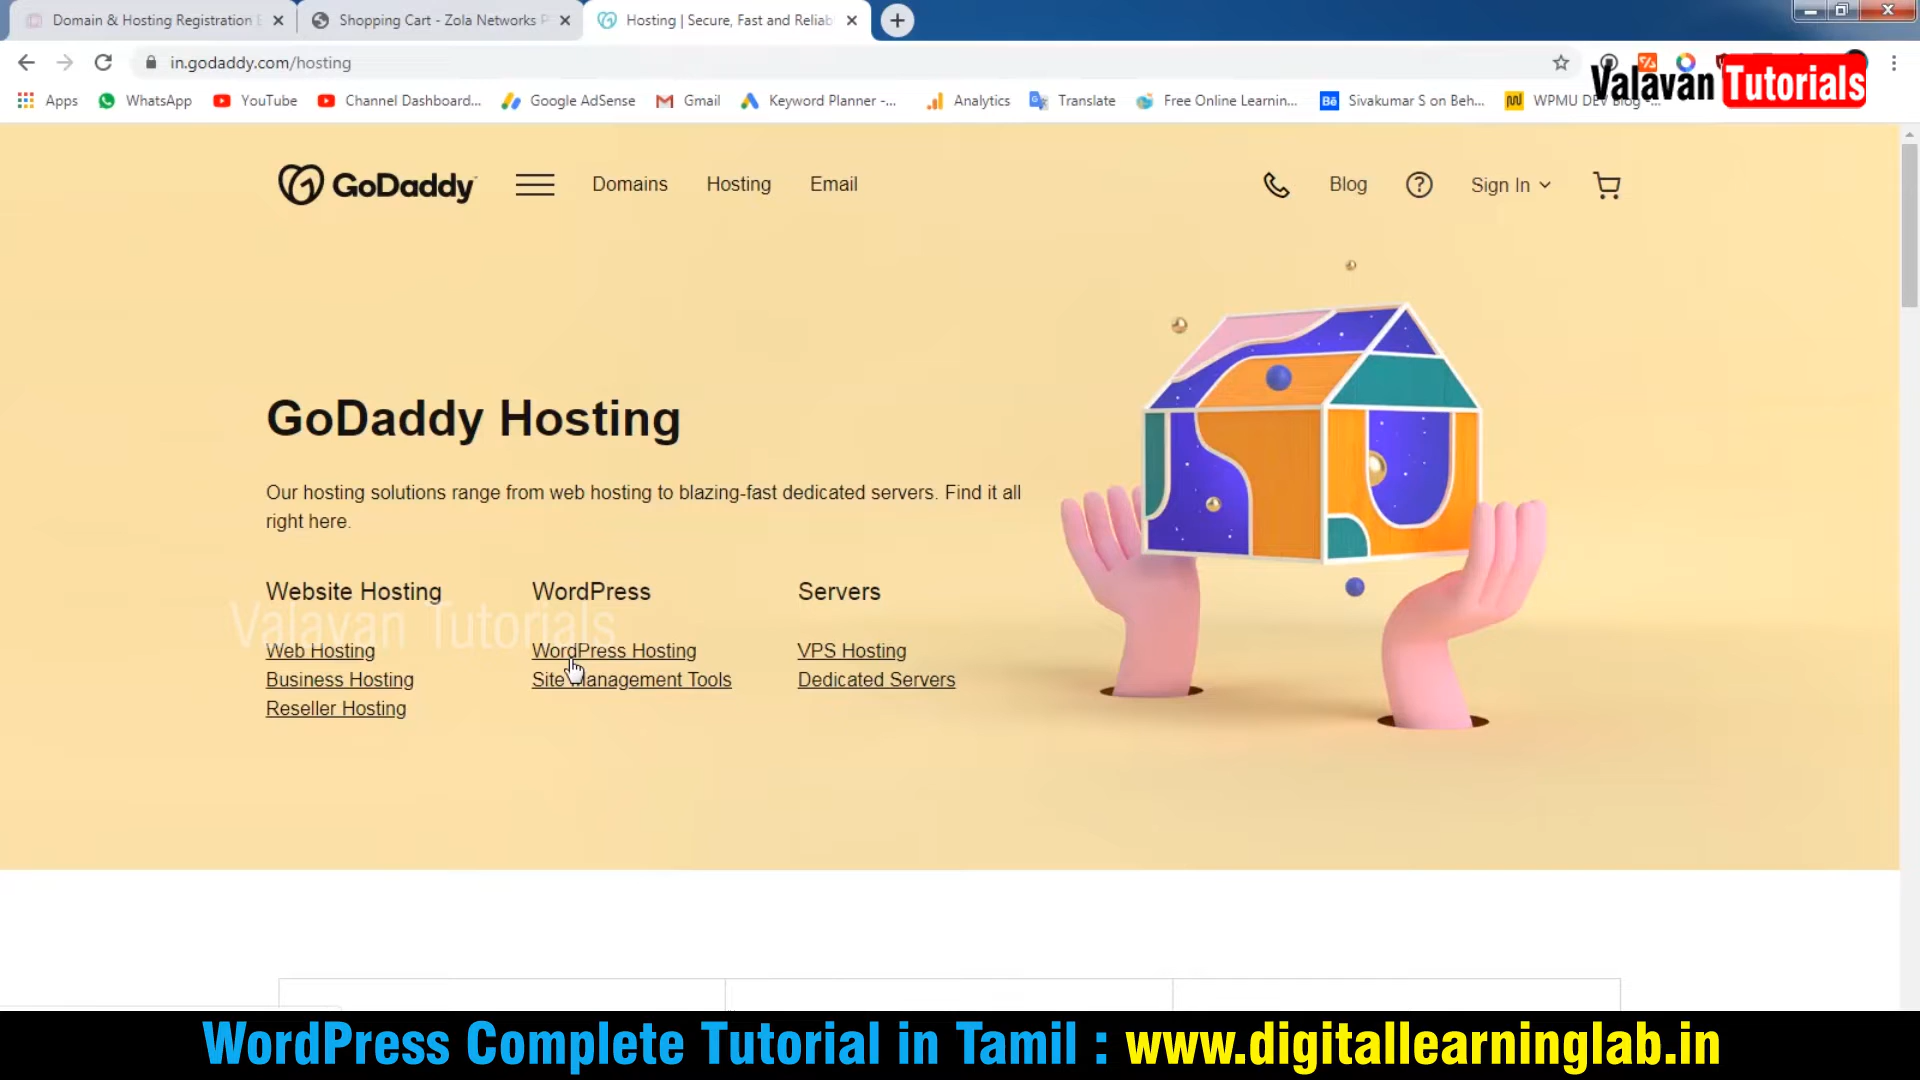 Domain & Hosting Registration
Shopping Cart - Zola Networks P
Hosting | Secure, Fast and Reliab
in.godaddy.com/hosting
Valavan Tutorials
Apps
WhatsApp
YouTube
Channel Dashboard...
Google AdSense
Gmail
Keyword Planner -...
Analytics
Translate
Free Online Learnin...
Sivakumar S on Beh...
WPMU DEV Blog -...
GoDaddy
Domains
Hosting
Email
Blog
Sign In
GoDaddy Hosting
Our hosting solutions range from web hosting to blazing-fast dedicated servers. Find it all
right here.
Website Hosting
WordPress
Servers
Valavan Tutorials
Web Hosting
WordPress Hosting
VPS Hosting
Business Hosting
Site Management Tools
Dedicated Servers
Reseller Hosting
WordPress Complete Tutorial in Tamil : www.digitallearninglab.in